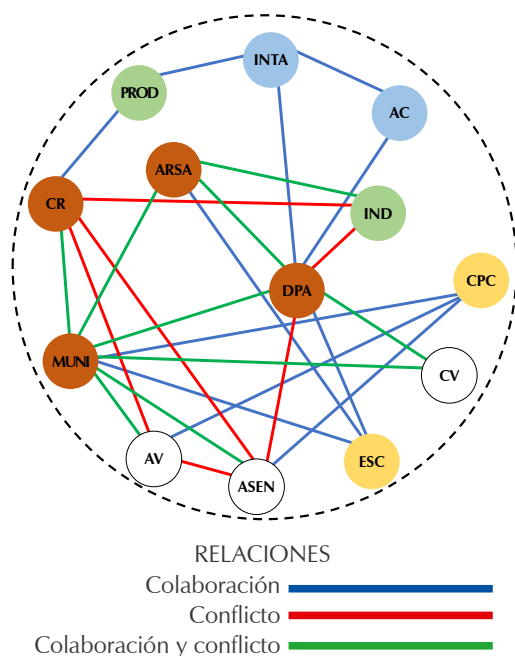 INTA
PROD
AC
ARSA
CR
IND
CPC
DPA
MUNI
CV
AV
ESC
ASEN
RELACIONES
Colaboración
Conflicto
Colaboración y conflicto